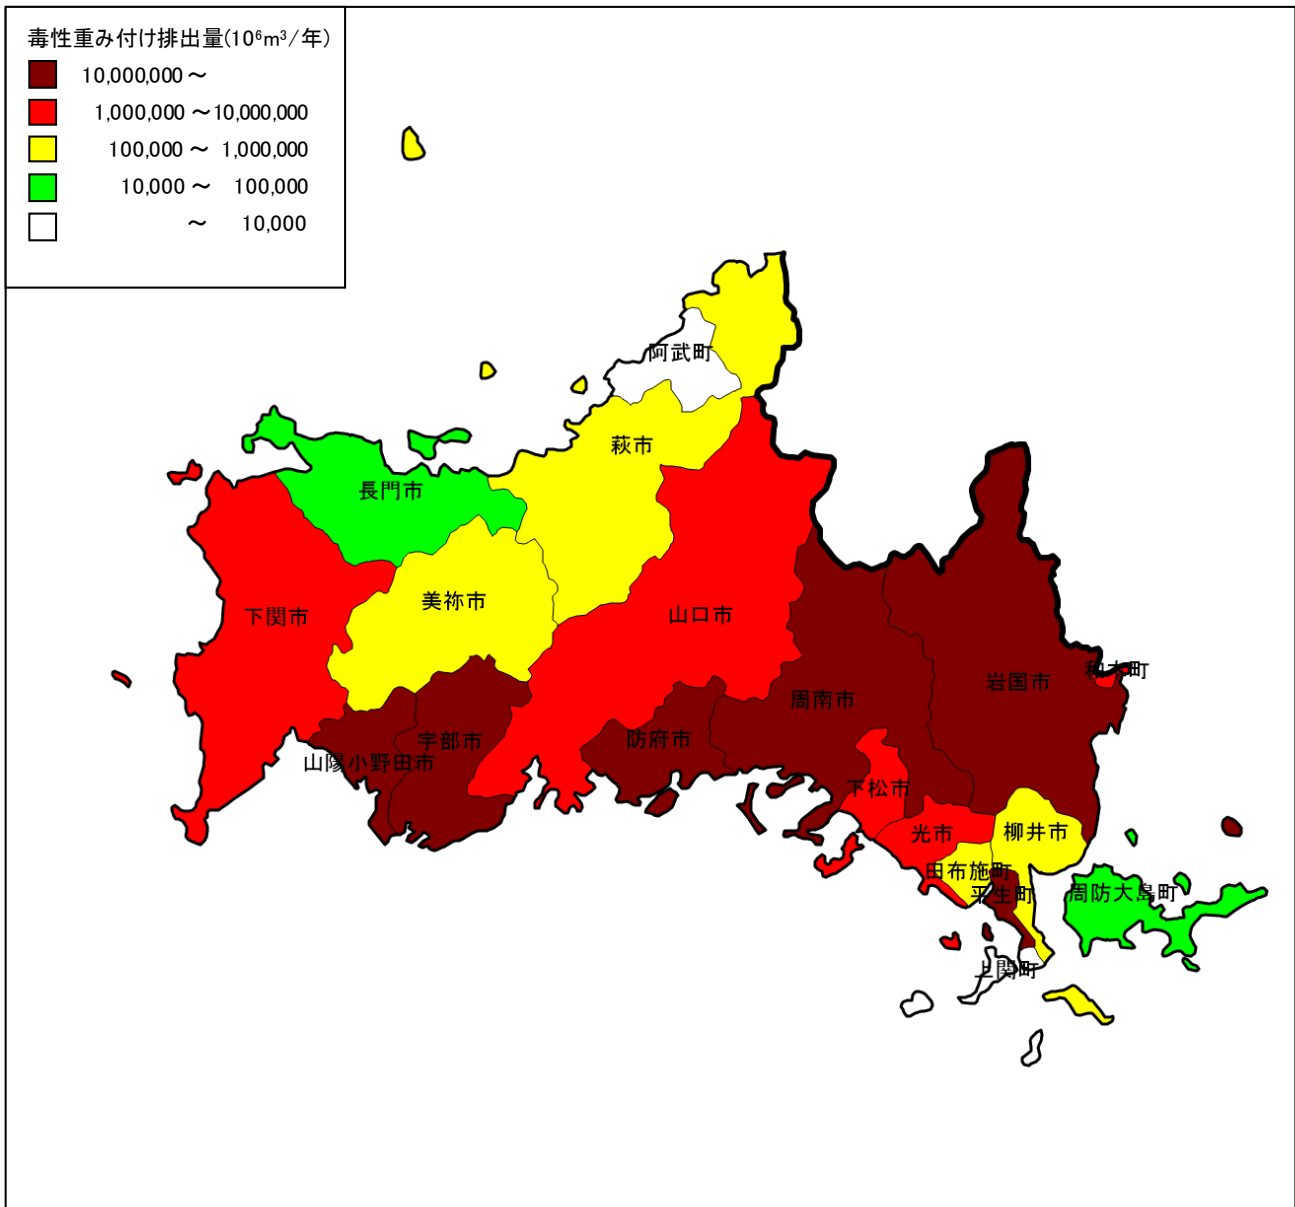 毒性重み付け排出量(10⁶m³/年)
10,000,000～
1,000,000 ～10,000,000
100,000～ 1,000,000
10,000～ 100,000
～ 10,000
阿武町
萩市
長門市
美祢市
下関市
山口市
和木町
岩国市
周南市
防府市
宇部市
山陽小野田市
下松市
光市
柳井市
田布施町
平生町
周防大島町
上関町